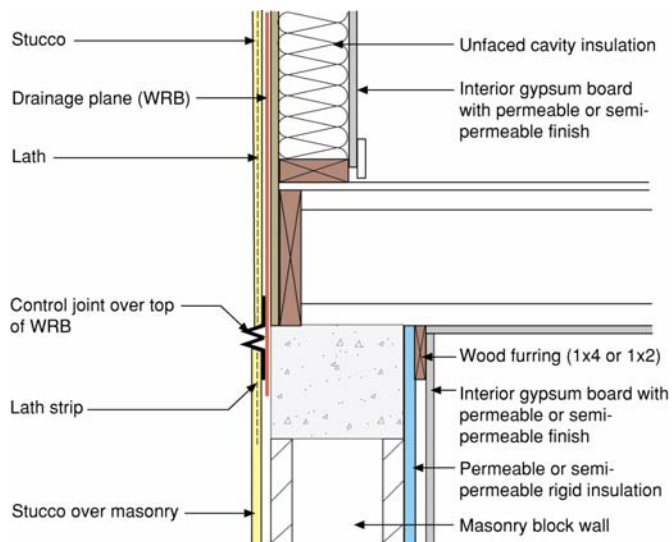 Stucco
Drainage plane (WRB)
Lath
Control joint over top
of WRB
Lath strip
Stucco over masonry
Unfaced cavity insulation
Interior gypsum board
with permeable or semi-
permeable finish
Wood furring (1x4 or 1x2)
Interior gypsum board with
permeable or semi-
permeable finish
Permeable or semi-
permeable rigid insulation
Masonry block wall